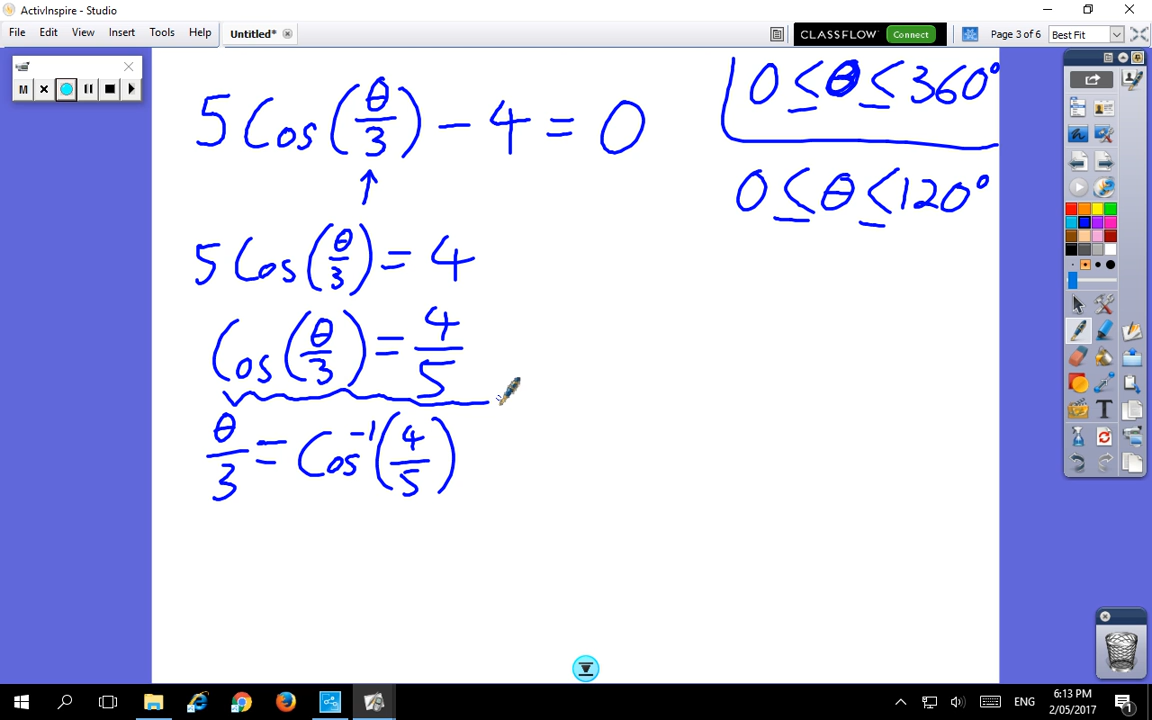 ActivInspire - Studio
File Edit View Insert Tools Help Untitled* CLASSFLOW Connect Page 3 of 6 Best Fit
M
5 Cos(θ/3) - 4 = 0
0 ≤ θ ≤ 360°
0 ≤ θ ≤ 120°
5 Cos(θ/3) = 4
Cos(θ/3) = 4/5
θ/3 = Cos⁻¹(4/5)
ENG
6:13 PM
2/05/2017
1